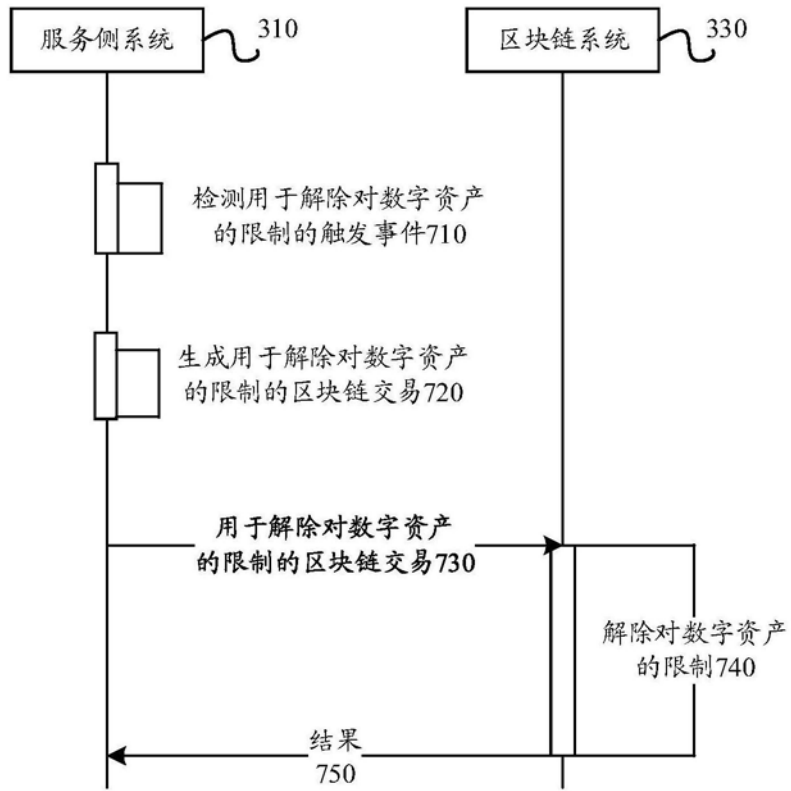 服务侧系统
310
区块链系统
330
检测用于解除对数字资产
的限制的触发事件710
生成用于解除对数字资产
的限制的区块链交易720
用于解除对数字资产
的限制的区块链交易730
解除对数字资产
的限制740
结果
750